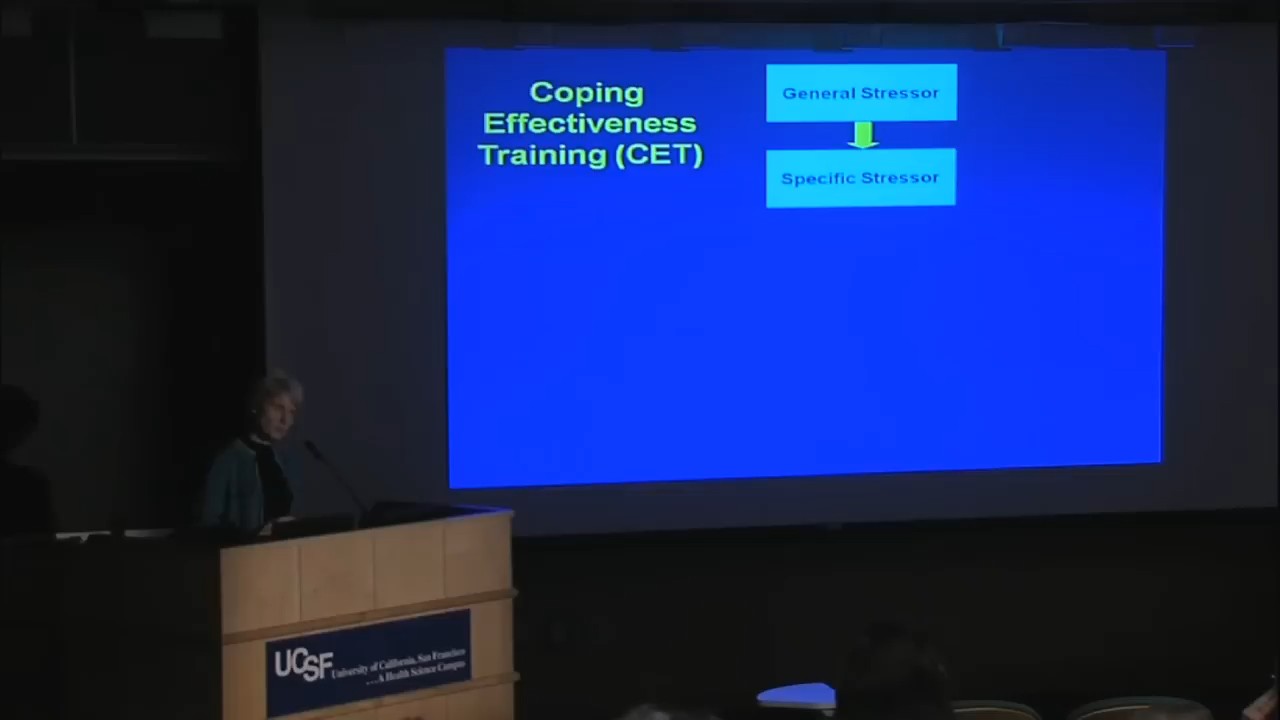 Coping
Effectiveness
Training (CET)
General Stressor
Specific Stressor
UCSF
University of California, San Francisco
...A Health Science Campus